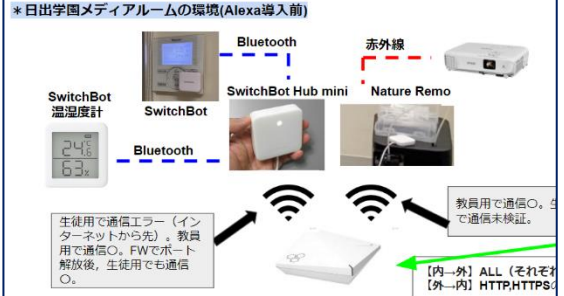 ＊日出学園メディアルームの環境(Alexa導入前)
Bluetooth
赤外線
SwitchBot
温湿度計
SwitchBot
SwitchBot Hub mini
Nature Remo
Bluetooth
63%
生徒用で通信エラー（イン
ターネットから先）。教員
用で通信〇。FWでポート
解放後，生徒用でも通信
〇。
教員用で通信〇。
で通信未検証。
【内→外】ALL（それぞれ
【外→内】HTTP,HTTPSの